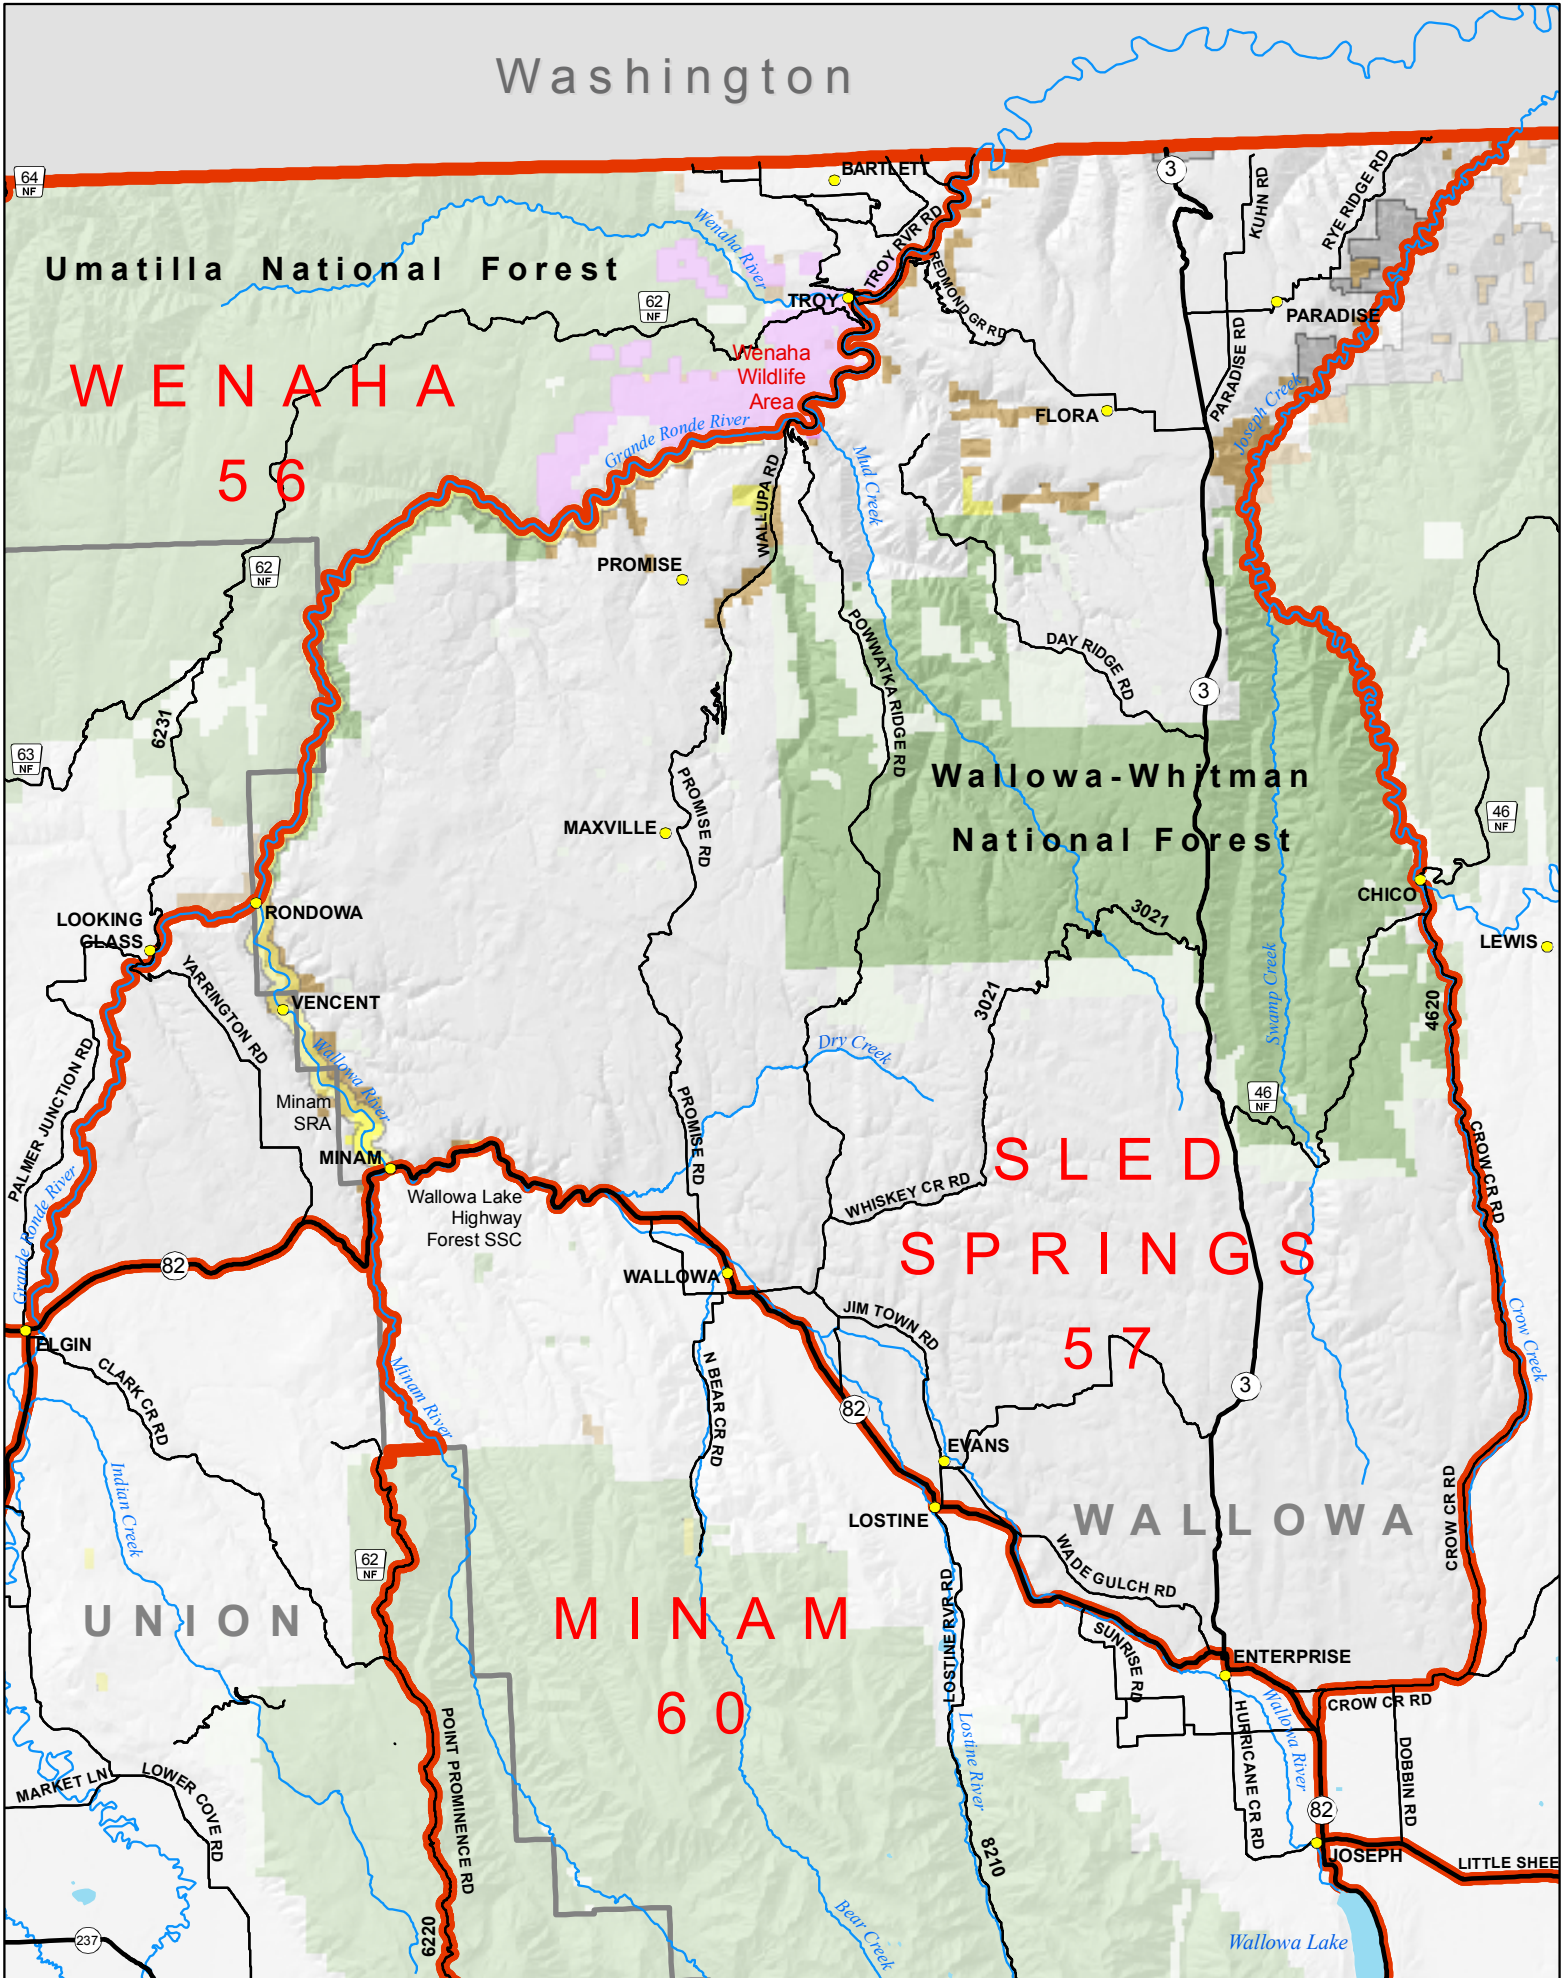 Washington
64
NF
BARTLETT
3
KUHN RD
RYE RIDGE RD
Wenaha River
TROY RVR RD
Umatilla National Forest
REDMOND GR RD
62
NF
TROY
PARADISE
PARADISE RD
Wenaha
Wildlife
Area
WENAHA
56
Joseph Creek
FLORA
Grande Ronde River
Mud Creek
WALLUPA RD
62
NF
PROMISE
POWWATKA RIDGE RD
DAY RIDGE RD
3
6231
63
NF
PROMISE RD
Wallowa-Whitman
National Forest
46
NF
MAXVILLE
CHICO
RONDOWA
LOOKING
GLASS
3021
LEWIS
YARRINGTON RD
VENCENT
3021
Swamp Creek
4620
Wallowa River
Dry Creek
PALMER JUNCTION RD
Minam
SRA
46
NF
PROMISE RD
MINAM
SLED
SPRINGS
57
CROW CR RD
Wallowa Lake
Highway
Forest SSC
WHISKEY CR RD
Grande Ronde River
82
WALLOWA
JIM TOWN RD
Crow Creek
ELGIN
CLARK CR RD
Minam River
N BEAR CR RD
82
3
EVANS
Indian Creek
LOSTINE
WALLOWA
CROW CR RD
62
NF
WADE GULCH RD
UNION
MINAM
60
LOSTINE RVR RD
SUNRISE RD
ENTERPRISE
CROW CR RD
HURRICANE CR RD
Wallowa River
Lostine River
POINT PROMINENCE RD
DOBBIN RD
MARKET LN
LOWER COVE RD
82
JOSEPH
LITTLE SHEE
8210
6220
Bear Creek
237
Wallowa Lake